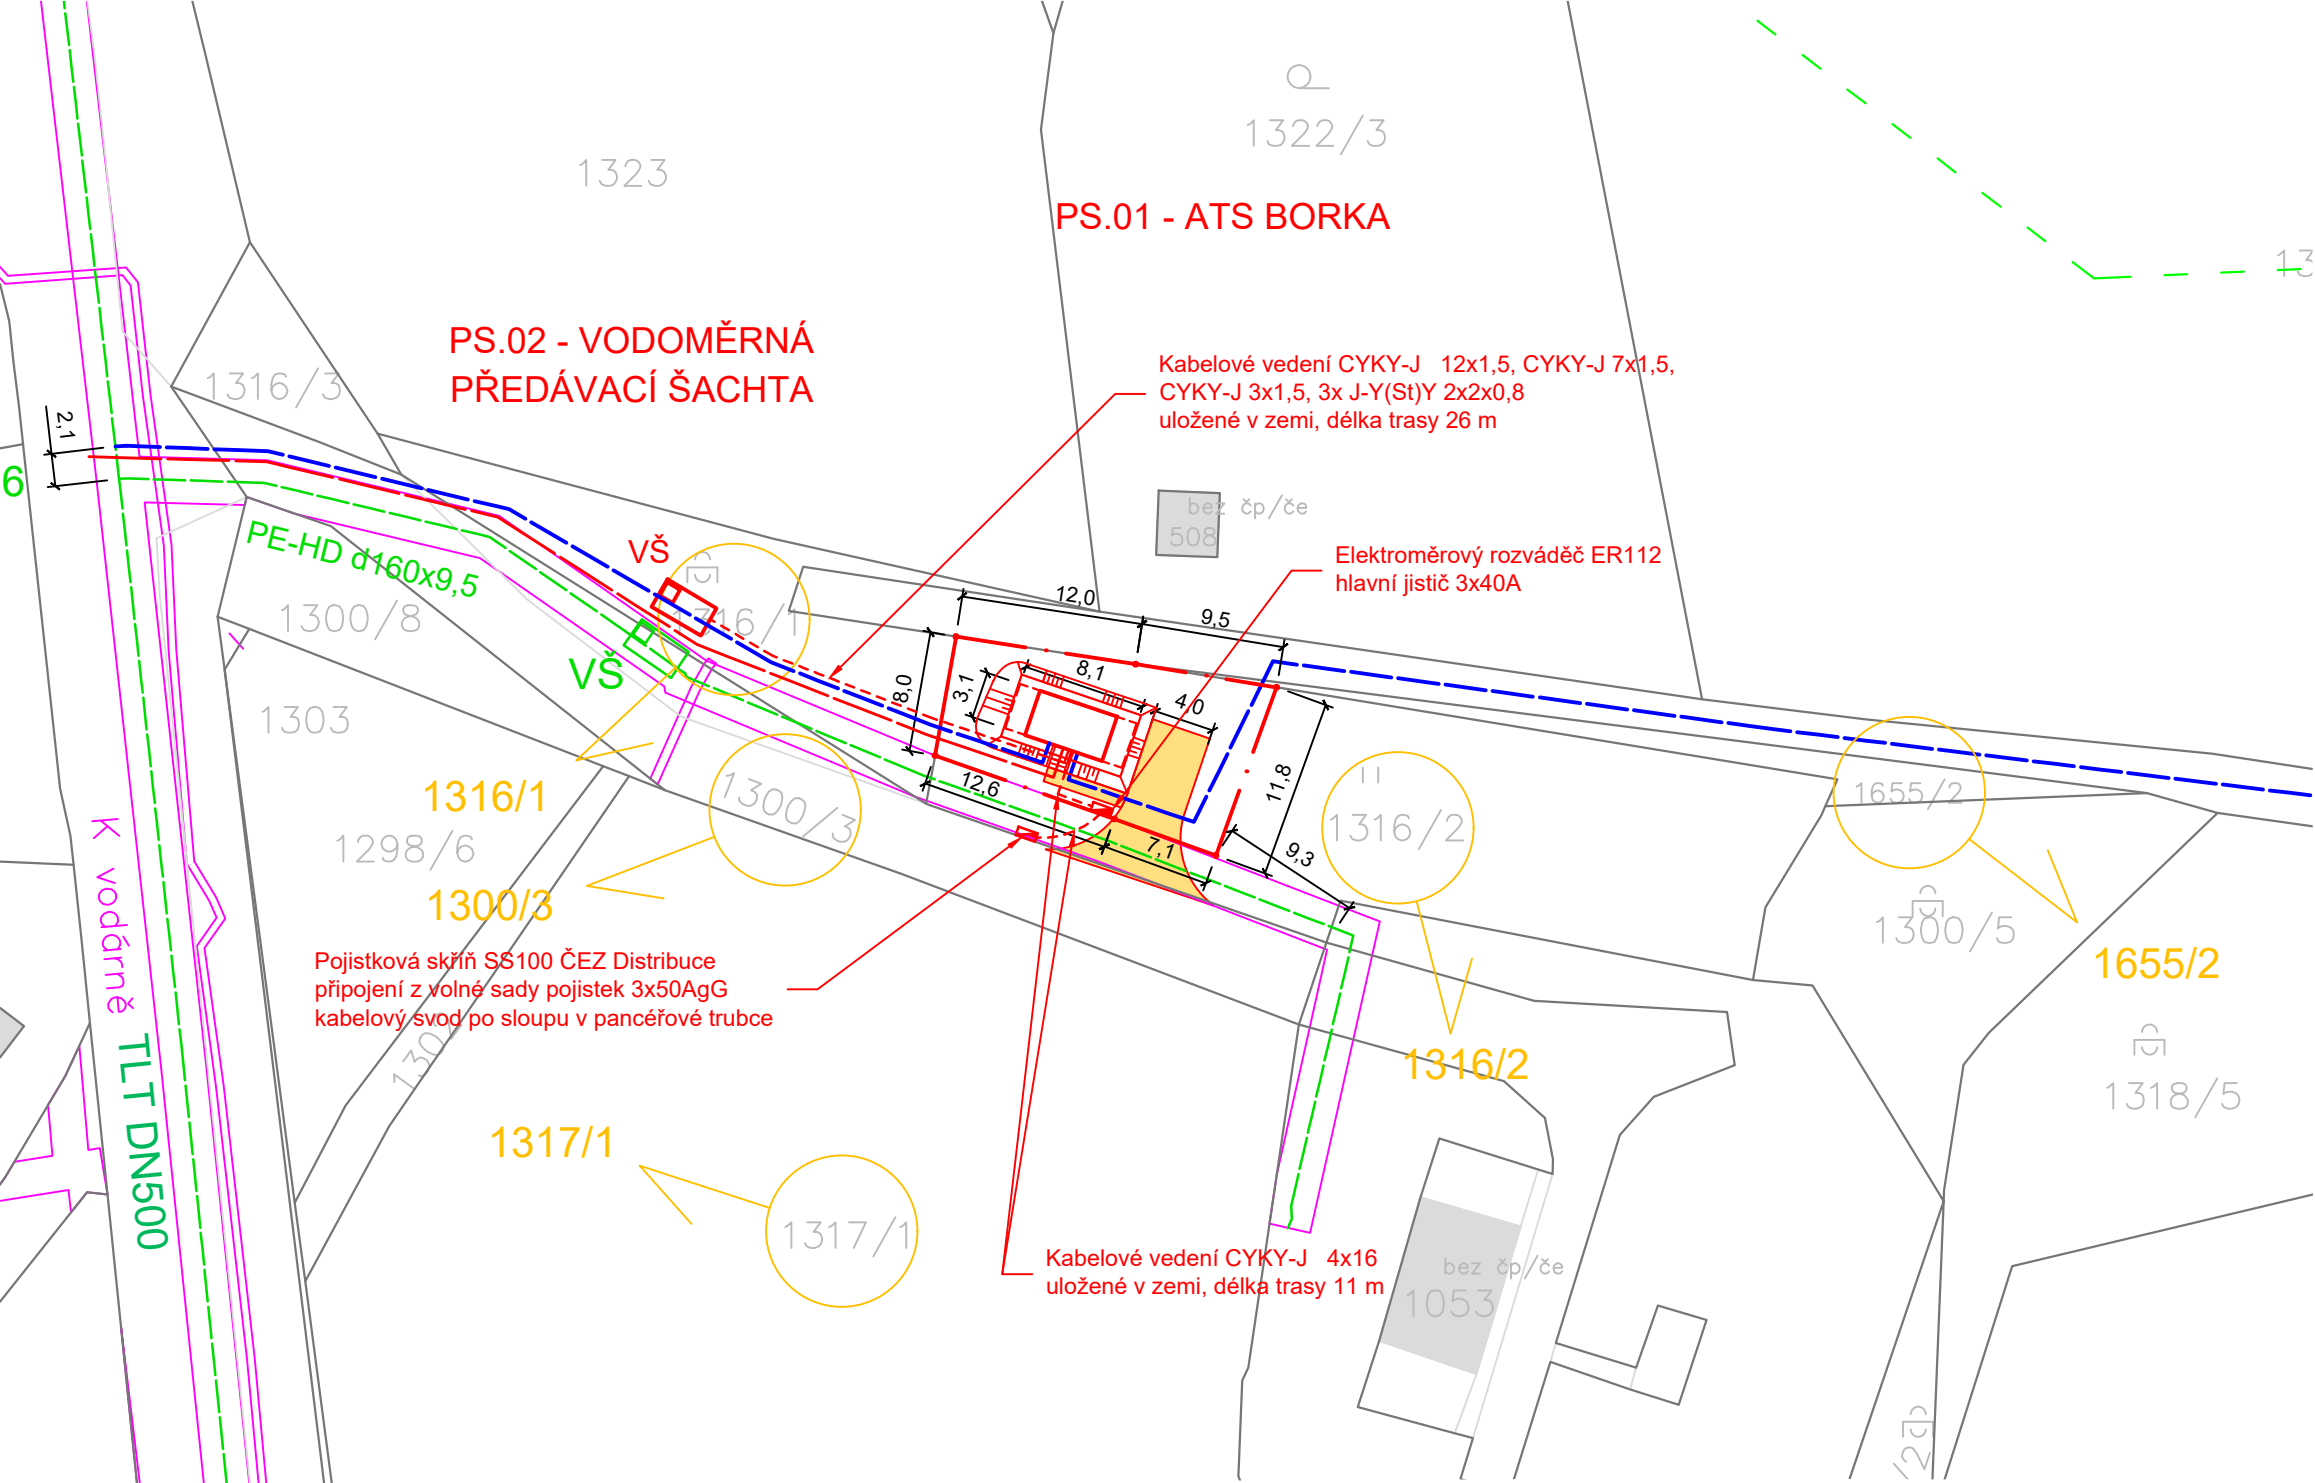 1322/3
1323
PS.01 - ATS BORKA
13
PS.02 - VODOMĚRNÁ
PŘEDÁVACÍ ŠACHTA
Kabelové vedení CYKY-J 12x1,5, CYKY-J 7x1,5,
CYKY-J 3x1,5, 3x J-Y(St)Y 2x2x0,8
uložené v zemi, délka trasy 26 m
1316/3
2,1
6
bez čp/če
508
PE-HD d160x9,5
VŠ
Elektroměrový rozváděč ER112
hlavní jistič 3x40A
1300/8
1316/1
12,0
9,5
VŠ
8,0
3,1
8,1
4,0
1303
12,6
11,8
7,1
9,3
1316/1
1300/3
1316/2
1655/2
1298/6
K vodárně
1300/3
1300/5
1655/2
Pojistková skříň SS100 ČEZ Distribuce
připojení z volné sady pojistek 3x50AgG
kabelový svod po sloupu v pancéřové trubce
1316/2
1318/5
TLT DN500
1317/1
1317/1
Kabelové vedení CYKY-J 4x16
uložené v zemi, délka trasy 11 m
bez čp/če
1053